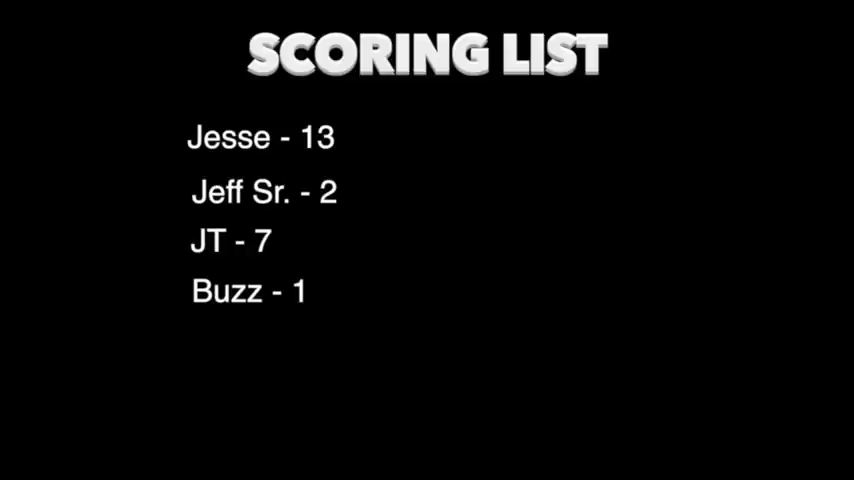 SCORING LIST
Jesse - 13
Jeff Sr. - 2
JT - 7
Buzz - 1